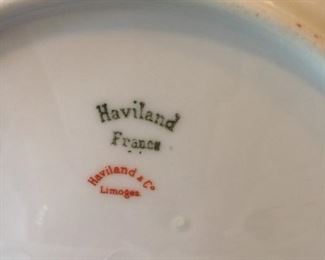 Haviland
France
Haviland & Co
Limoges